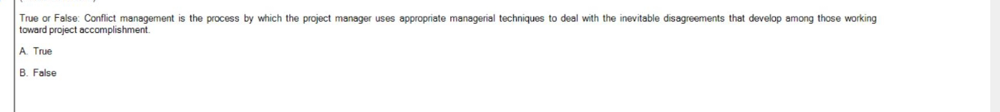 True or False: Conflict management is the process by which the project manager uses appropriate managerial techniques to deal with the inevitable disagreements that develop among those working
toward project accomplishment.
A. True
B. False